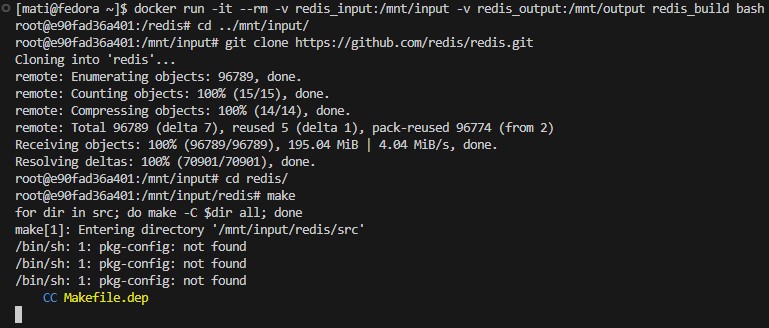 [mati@fedora ~]$ docker run -it --rm -v redis_input:/mnt/input -v redis_output:/mnt/output redis_build bash
root@e90fad36a401:/redis# cd ../mnt/input/
root@e90fad36a401:/mnt/input# git clone https://github.com/redis/redis.git
Cloning into 'redis'...
remote: Enumerating objects: 96789, done.
remote: Counting objects: 100% (15/15), done.
remote: Compressing objects: 100% (14/14), done.
remote: Total 96789 (delta 7), reused 5 (delta 1), pack-reused 96774 (from 2)
Receiving objects: 100% (96789/96789), 195.04 MiB | 4.04 MiB/s, done.
Resolving deltas: 100% (70901/70901), done.
root@e90fad36a401:/mnt/input# cd redis/
root@e90fad36a401:/mnt/input/redis# make
for dir in src; do make -C $dir all; done
make[1]: Entering directory '/mnt/input/redis/src'
/bin/sh: 1: pkg-config: not found
/bin/sh: 1: pkg-config: not found
/bin/sh: 1: pkg-config: not found
    CC Makefile.dep